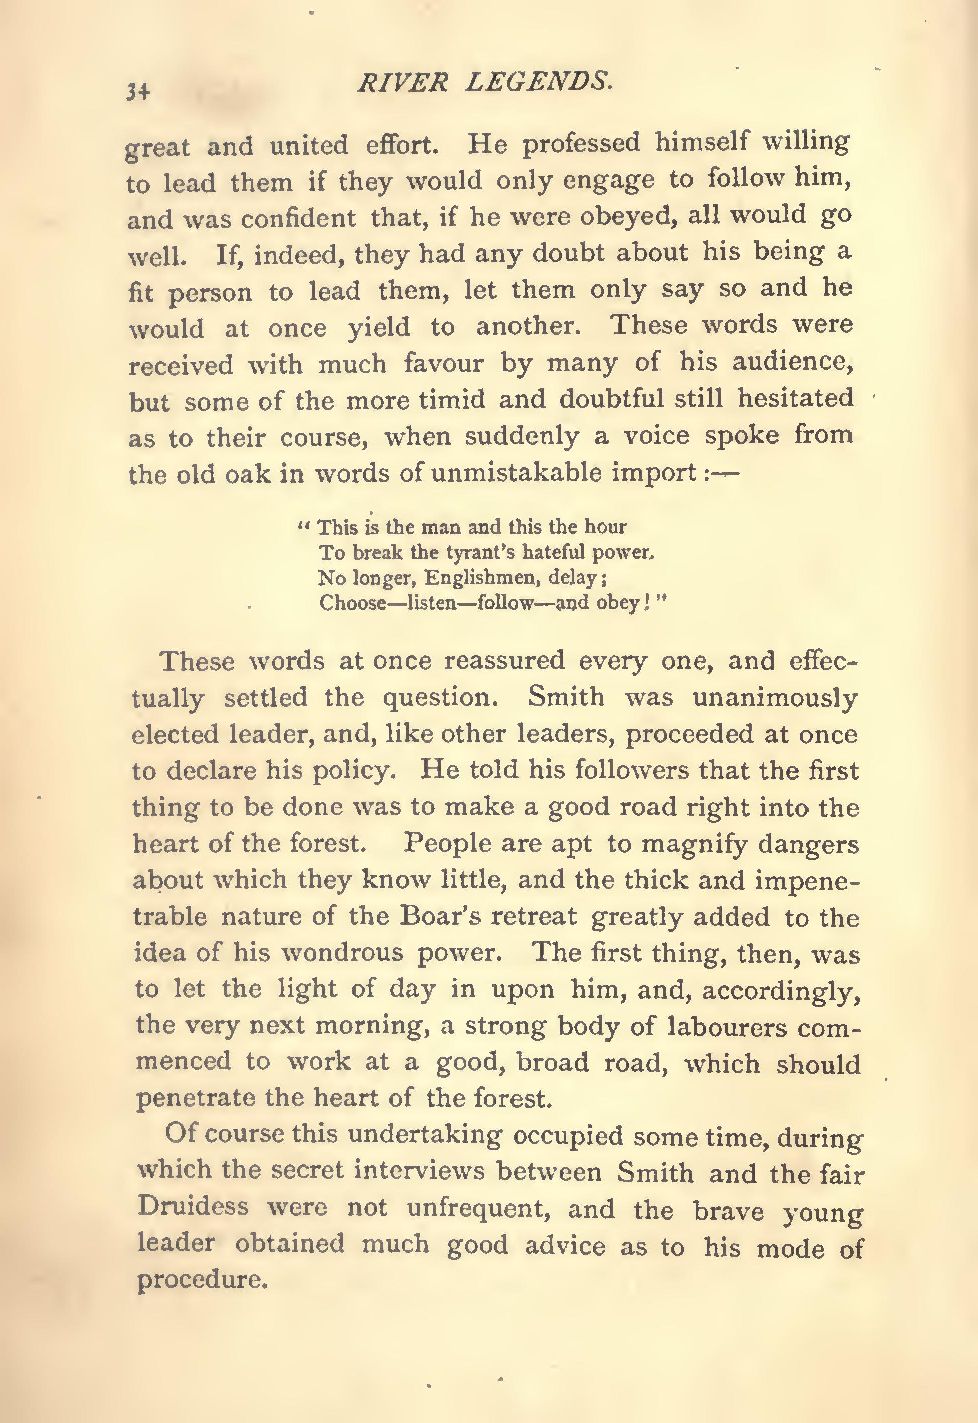 34 RIVER LEGENDS.
great and united effort. He professed himself willing
to lead them if they would only engage to follow him,
and was confident that, if he were obeyed, all would go
well. If, indeed, they had any doubt about his being a
fit person to lead them, let them only say so and he
would at once yield to another. These words were
received with much favour by many of his audience,
but some of the more timid and doubtful still hesitated
as to their course, when suddenly a voice spoke from
the old oak in words of unmistakable import :—
"This is the man and this the hour
To break the tyrant's hateful power.
No longer, Englishmen, delay;
Choose—listen—follow—and obey!"
These words at once reassured every one, and effec-
tually settled the question. Smith was unanimously
elected leader, and, like other leaders, proceeded at once
to declare his policy. He told his followers that the first
thing to be done was to make a good road right into the
heart of the forest. People are apt to magnify dangers
about which they know little, and the thick and impene-
trable nature of the Boar's retreat greatly added to the
idea of his wondrous power. The first thing, then, was
to let the light of day in upon him, and, accordingly,
the very next morning, a strong body of labourers com-
menced to work at a good, broad road, which should
penetrate the heart of the forest.
Of course this undertaking occupied some time, during
which the secret interviews between Smith and the fair
Druidess were not unfrequent, and the brave young
leader obtained much good advice as to his mode of
procedure.